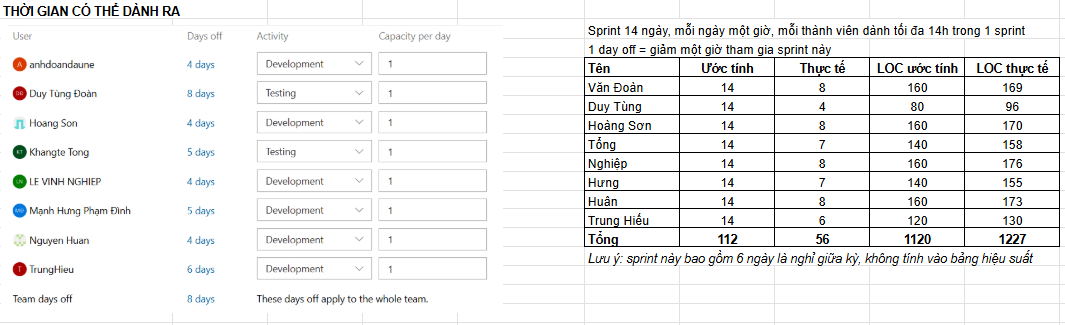 THỜI GIAN CÓ THỂ DÀNH RA
User Days off Activity Capacity per day
A anhdoandaune 4 days Development 1
DĐ Duy Tùng Đoàn 8 days Testing 1
Hoang Son 4 days Development 1
KT Khangte Tong 5 days Testing 1
LN LE VINH NGHIEP 4 days Development 1
MĐ Mạnh Hưng Phạm Đình 5 days Development 1
Nguyen Huan 4 days Development 1
T TrungHieu 6 days Development 1
Team days off 8 days These days off apply to the whole team.
Sprint 14 ngày, mỗi ngày một giờ, mỗi thành viên dành tối đa 14h trong 1 sprint
1 day off = giảm một giờ tham gia sprint này
Tên Ước tính Thực tế LOC ước tính LOC thực tế
Văn Đoàn 14 8 160 169
Duy Tùng 14 4 80 96
Hoàng Sơn 14 8 160 170
Tổng 14 7 140 158
Nghiệp 14 8 160 176
Hưng 14 7 140 155
Huân 14 8 160 173
Trung Hiếu 14 6 120 130
Tổng 112 56 1120 1227
Lưu ý: sprint này bao gồm 6 ngày là nghỉ giữa kỳ, không tính vào bảng hiệu suất